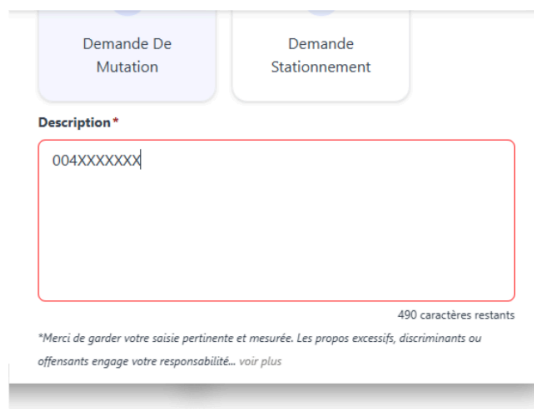 Demande De
Mutation
Demande
Stationnement
Description*
004XXXXXXX
490 caractères restants
*Merci de garder votre saisie pertinente et mesurée. Les propos excessifs, discriminants ou
offensants engage votre responsabilité... voir plus